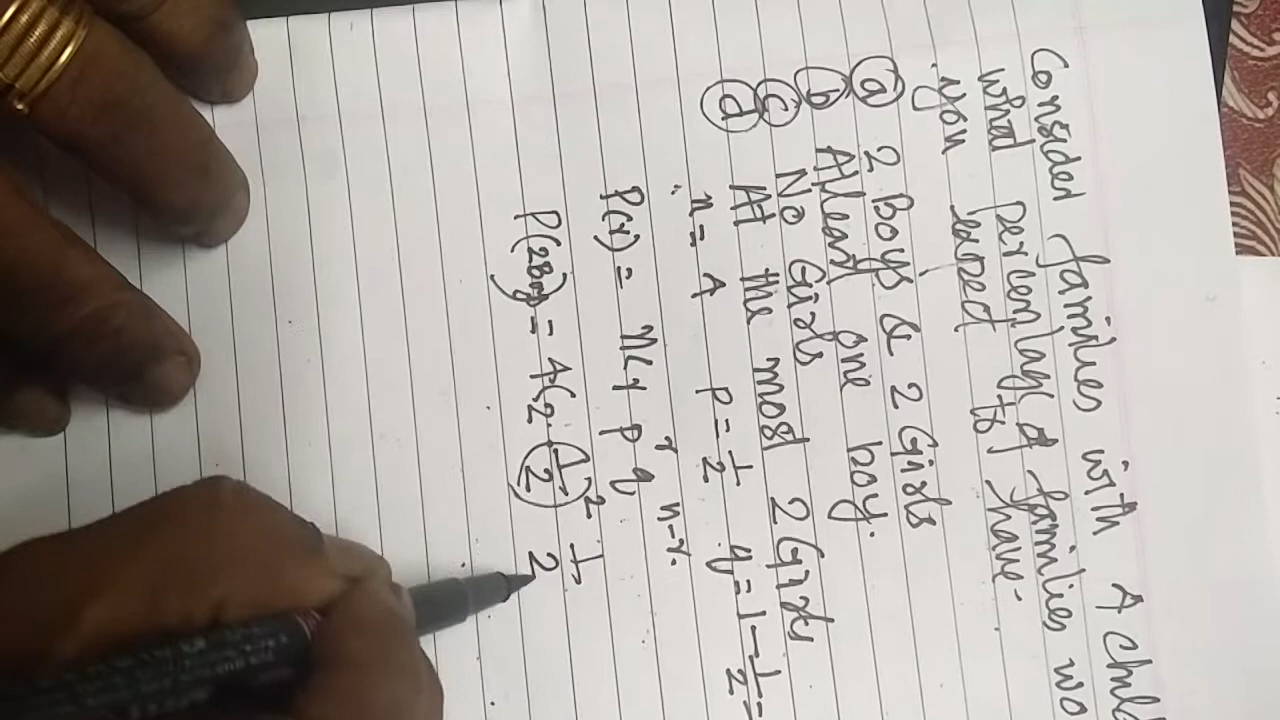 Consider families with 4 child
what percentage of families wo
you expect to have.
(a) 2 Boys & 2 Girls
(b) Atleast one boy.
(c) No Girls
(d) At the most 2 Girls
n = 4 p = 1/2 q = 1 - 1/2 =
P(r) = nCr p^r q^n-r.
P(2Boys) = 4C2 . (1/2)^2 1/2